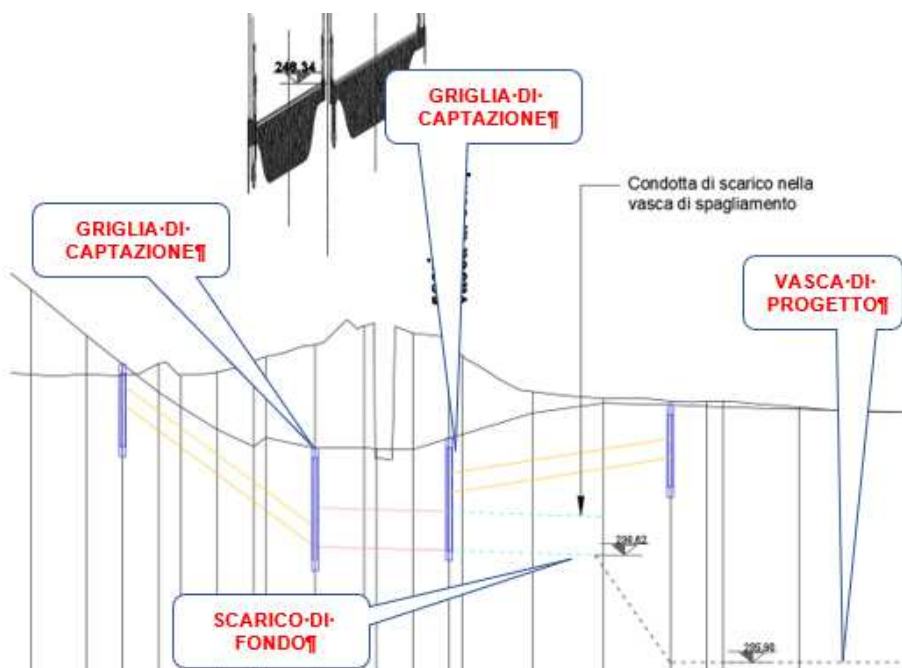 246,34
GRIGLIA·DI·
CAPTAZIONE¶
Condotta di scarico nella
vasca di spagliamento
GRIGLIA·DI·
CAPTAZIONE¶
VASCA·DI·
PROGETTO¶
SCARICO·DI·
FONDO¶